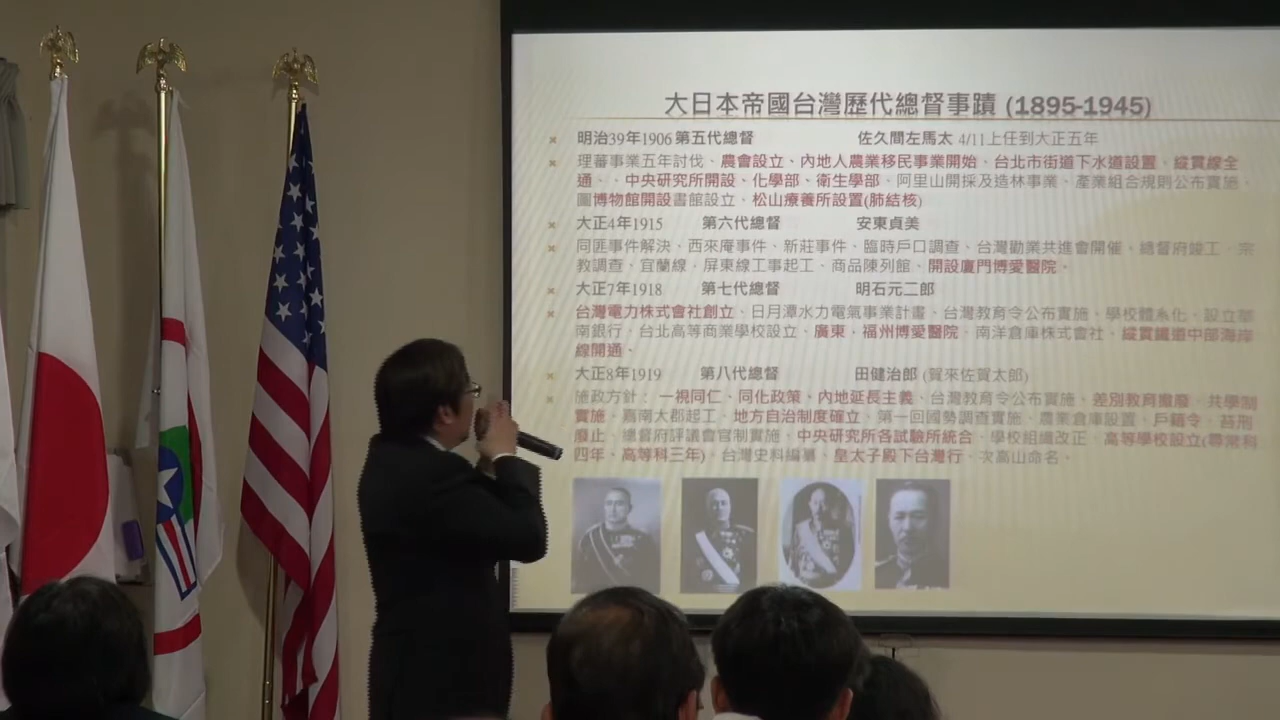 大日本帝國台灣歷代總督事蹟 (1895-1945)
明治39年1906 第五代總督 佐久間左馬太 4/11上任到大正五年
理蕃事業五年討伐、農會設立、內地人農業移民事業開始、台北市街道下水道設置、縱貫線全
通、、中央研究所開設、化學部、衛生學部、阿里山開採及造林事業、產業組合規則公布實施、
圖博物館開設書館設立、松山療養所設置(肺結核)
大正4年1915 第六代總督 安東貞美
同匪事件解決、西來庵事件、新莊事件、臨時戶口調查、台灣勸業共進會開催、總督府竣工、宗
教調查、宜蘭線、屏東線工事起工、商品陳列館、開設廈門博愛醫院、
大正7年1918 第七代總督 明石元二郎
台灣電力株式會社創立、日月潭水力電氣事業計畫、台灣教育令公布實施、學校體系化、設立華
南銀行、台北高等商業學校設立、廣東、福州博愛醫院、南洋倉庫株式會社、縱貫鐵道中部海岸
線開通、
大正8年1919 第八代總督 田健治郎 (賀來佐賀太郎)
施政方針： 一視同仁、同化政策、內地延長主義、台灣教育令公布實施、差別教育撤廢、共學制
實施、嘉南大郡起工、地方自治制度確立、第一回國勢調查實施、農業倉庫設置、戶籍令、笞刑
廢止、總督府評議會官制實施、中央研究所各試驗所統合、學校組織改正、高等學校設立(尋常科
四年、高等科三年)、台灣史料編纂、皇太子殿下台灣行、次高山命名。